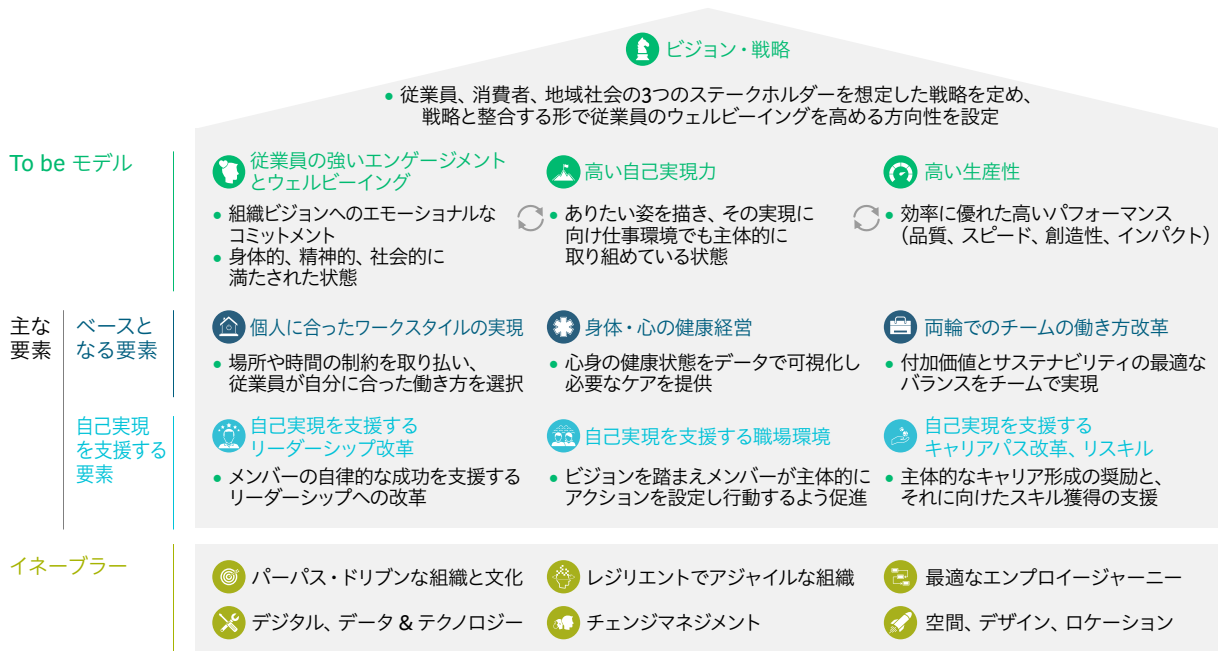 ビジョン・戦略
• 従業員、消費者、地域社会の3つのステークホルダーを想定した戦略を定め、
戦略と整合する形で従業員のウェルビーイングを高める方向性を設定
To be モデル
従業員の強いエンゲージメント
とウェルビーイング
• 組織ビジョンへのエモーショナルな
コミットメント
• 身体的、精神的、社会的に
満たされた状態
高い自己実現力
• ありたい姿を描き、その実現に
向け仕事環境でも主体的に
取り組めている状態
高い生産性
• 効率に優れた高いパフォーマンス
（品質、スピード、創造性、インパクト）
主な
要素
ベースと
なる要素
個人に合ったワークスタイルの実現
• 場所や時間の制約を取り払い、
従業員が自分に合った働き方を選択
身体・心の健康経営
• 心身の健康状態をデータで可視化し
必要なケアを提供
両輪でのチームの働き方改革
• 付加価値とサステナビリティの最適な
バランスをチームで実現
自己実現
を支援する
要素
自己実現を支援する
リーダーシップ改革
• メンバーの自律的な成功を支援する
リーダーシップへの改革
自己実現を支援する職場環境
• ビジョンを踏まえメンバーが主体的に
アクションを設定し行動するよう促進
自己実現を支援する
キャリアパス改革、リスキル
• 主体的なキャリア形成の奨励と、
それに向けたスキル獲得の支援
イネーブラー
パーパス・ドリブンな組織と文化
レジリエントでアジャイルな組織
最適なエンプロイージャーニー
デジタル、データ & テクノロジー
チェンジマネジメント
空間、デザイン、ロケーション